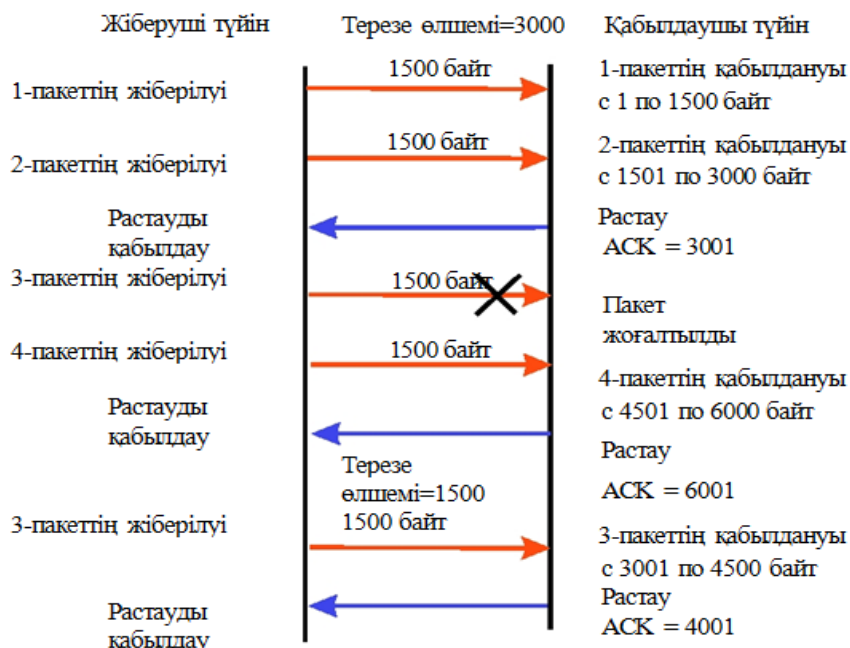 Жіберуші түйін Терезе өлшемі=3000 Қабылдаушы түйін
1500 байт
1-пакеттің жіберілуі
1-пакеттің қабылдануы
с 1 по 1500 байт
1500 байт
2-пакеттің жіберілуі
2-пакеттің қабылдануы
с 1501 по 3000 байт
Растауды
қабылдау
Растау
ACK = 3001
3-пакеттің жіберілуі
1500 байт
Пакет
жоғалтылды
4-пакеттің жіберілуі
1500 байт
4-пакеттің қабылдануы
с 4501 по 6000 байт
Растауды
қабылдау
Растау
ACK = 6001
Терезе
өлшемі=1500
1500 байт
3-пакеттің жіберілуі
3-пакеттің қабылдануы
с 3001 по 4500 байт
Растауды
қабылдау
Растау
ACK = 4001